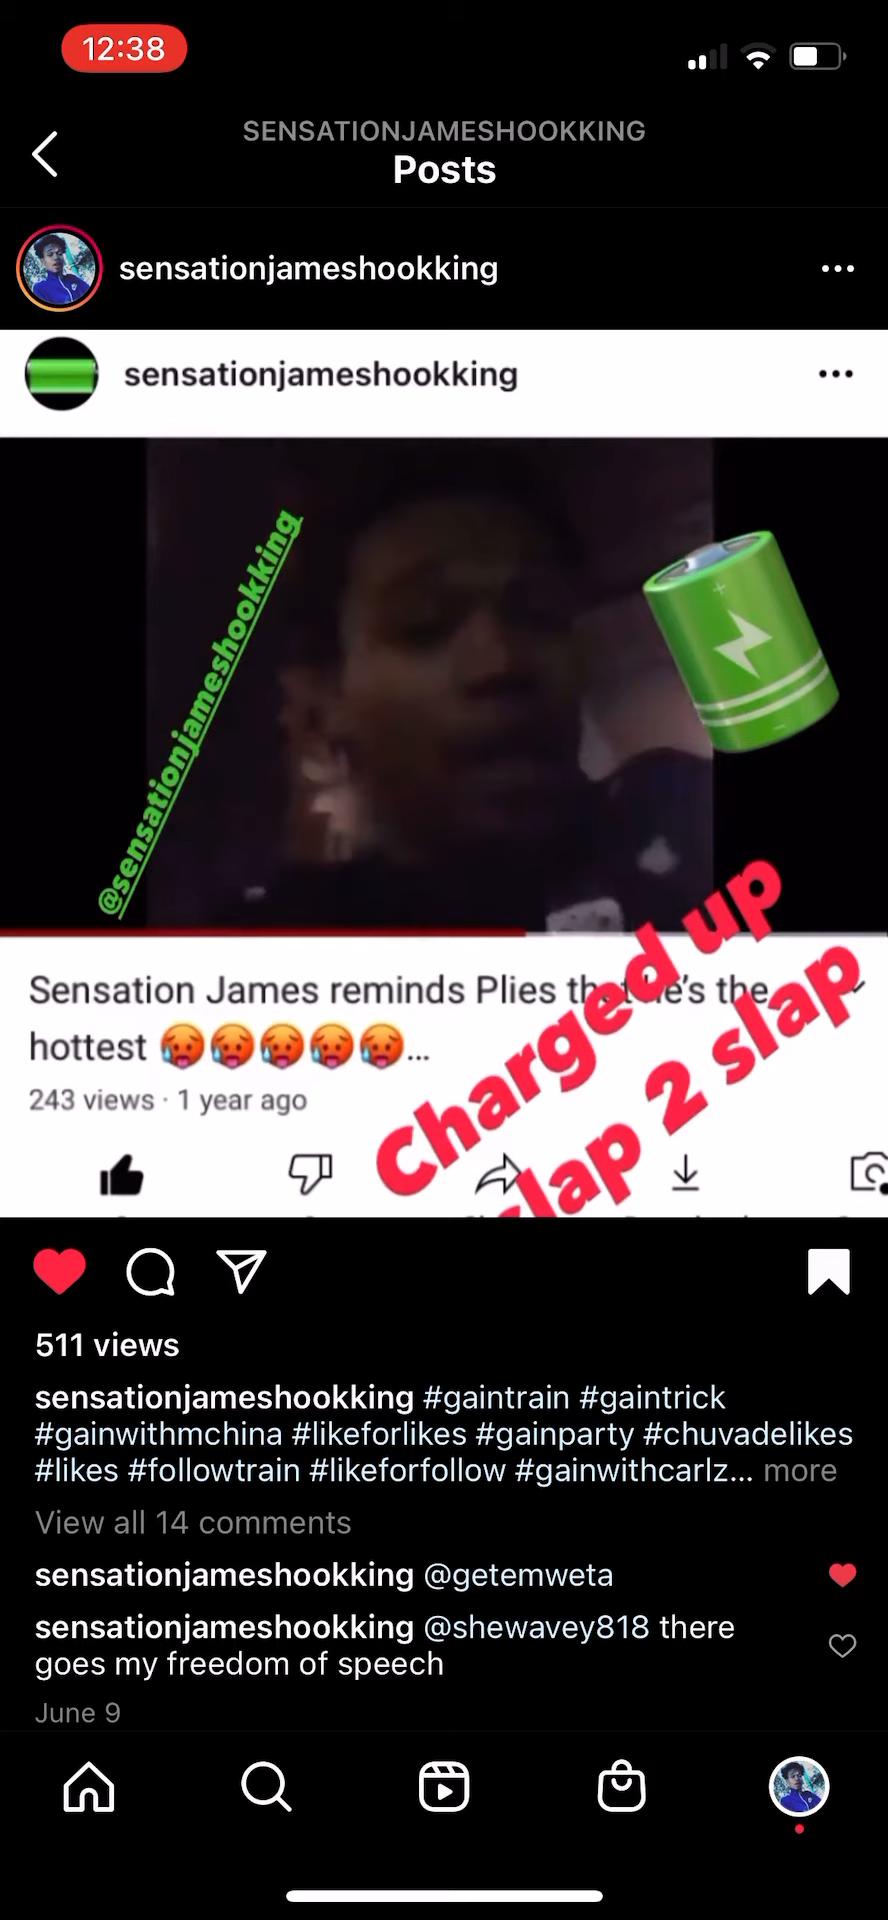 12:38
SENSATIONJAMESHOOKKING
Posts
sensationjameshookking
sensationjameshookking
@sensationjameshookking
Charged up
slap 2 slap
Sensation James reminds Plies that he's the
hottest 🥵🥵🥵🥵🥵...
243 views · 1 year ago
511 views
sensationjameshookking #gaintrain #gaintrick
#gainwithmchina #likeforlikes #gainparty #chuvadelikes
#likes #followtrain #likeforfollow #gainwithcarlz... more
View all 14 comments
sensationjameshookking @getemweta
sensationjameshookking @shewavey818 there
goes my freedom of speech
June 9